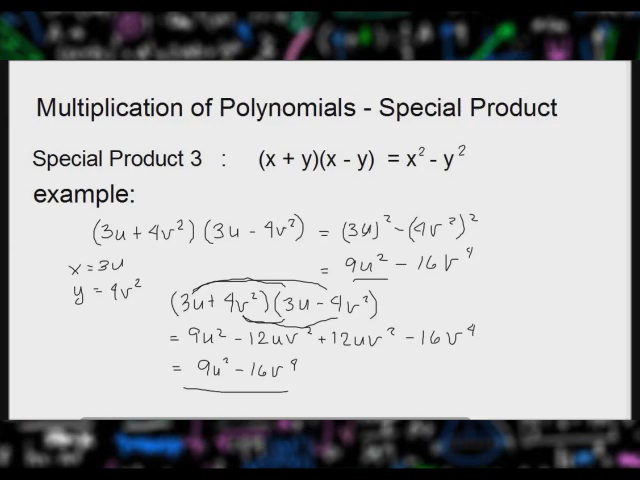 Multiplication of Polynomials - Special Product
Special Product 3 : (x + y)(x - y) = x² - y²
example:
(3u + 4v²)(3u - 4v²) = (3u)² - (4v²)²
x = 3u
= 9u² - 16v⁴
y = 4v²
(3u + 4v²)(3u - 4v²)
= 9u² - 12uv² + 12uv² - 16v⁴
= 9u² - 16v⁴